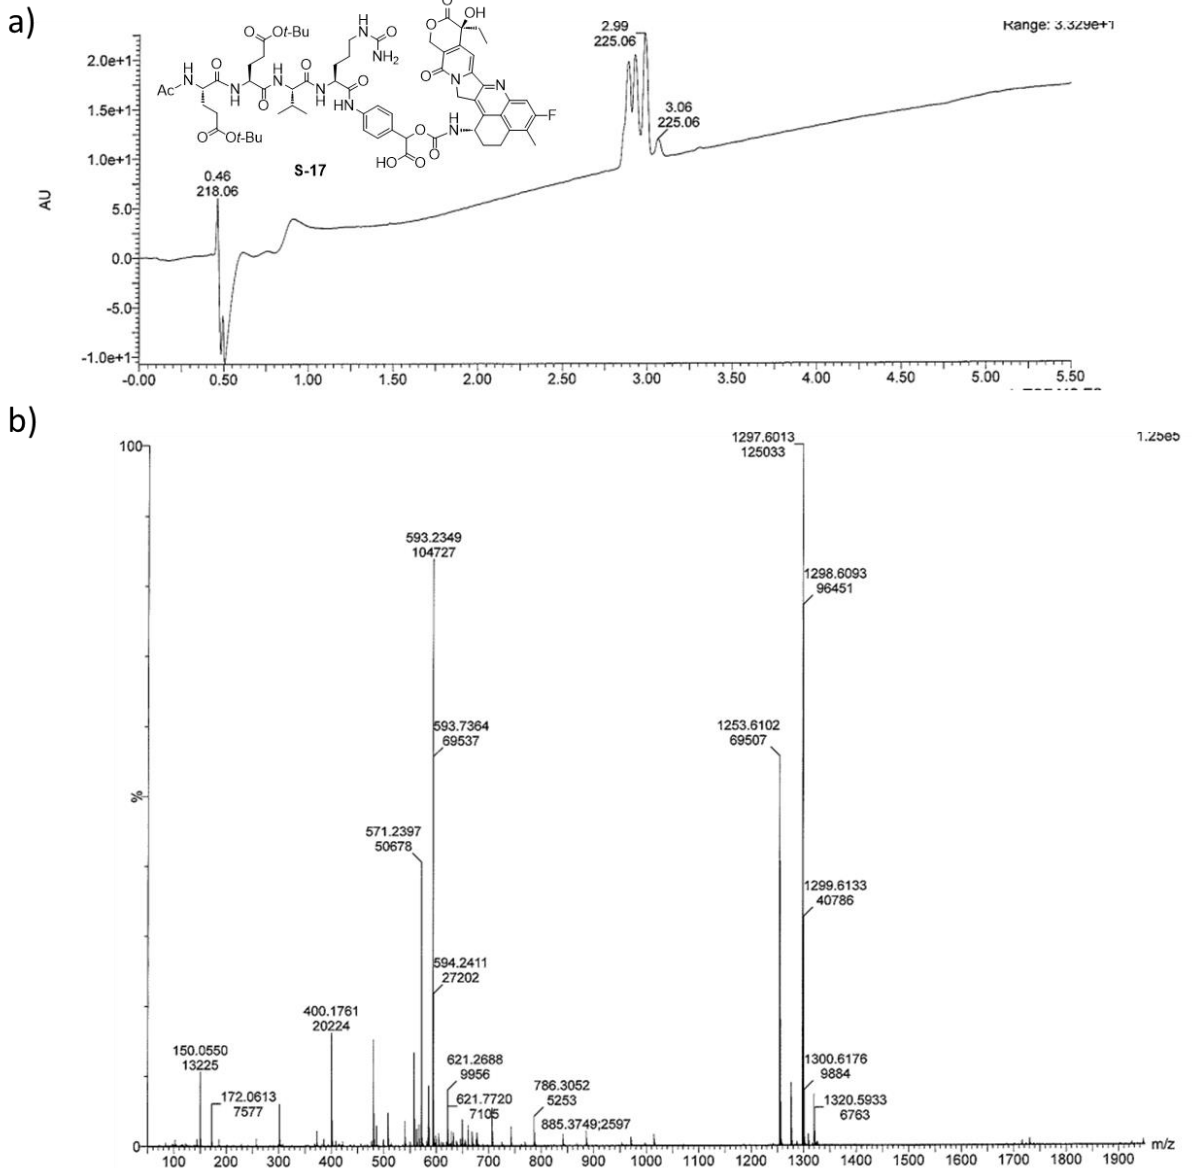 a)
O
OH
O
O
F
N
N
O
HN
O
NH2
Ot-Bu
O
Ac
H
N
O
N
H
O
H
N
O
N
H
O
NH
O
Ot-Bu
O
HO
O
O
H
N
S-17
2.99
225.06
Range: 3.329e+1
3.06
225.06
0.46
218.06
AU
2.0e+1
1.5e+1
1.0e+1
5.0
0.0
-5.0
-1.0e+1
-0.00 0.50 1.00 1.50 2.00 2.50 3.00 3.50 4.00 4.50 5.00 5.50
b)
1.25e5
1297.6013
125033
100
593.2349
104727
1298.6093
96451
593.7364
69537
1253.6102
69507
%
571.2397
50678
1299.6133
40786
594.2411
27202
400.1761
20224
150.0550
13225
621.2688
9956
1300.6176
9884
172.0613
7577
621.7720
7105
786.3052
5253
1320.5933
6763
885.3749;2597
0
m/z
100 200 300 400 500 600 700 800 900 1000 1100 1200 1300 1400 1500 1600 1700 1800 1900